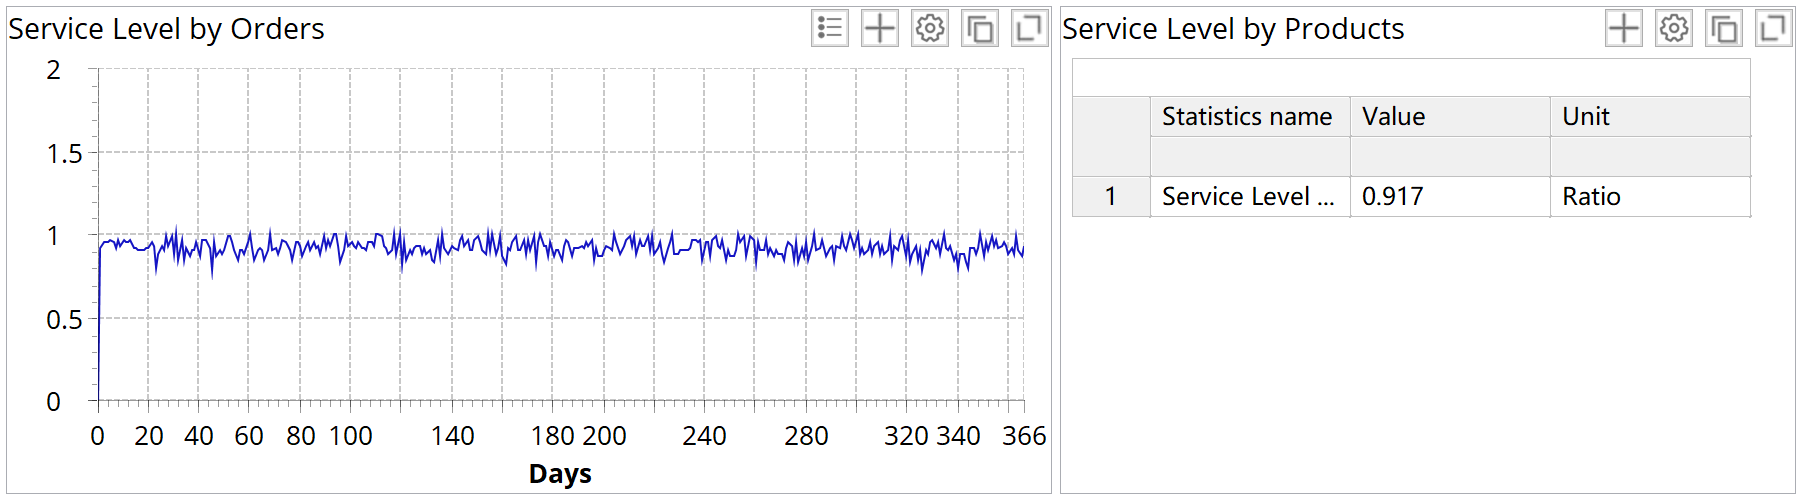 Service Level by Orders
2
1.5
1
0.5
0
0 20 40 60 80 100 140 180 200 240 280 320 340 366
Days
Service Level by Products
Statistics name Value Unit
1 Service Level ... 0.917 Ratio